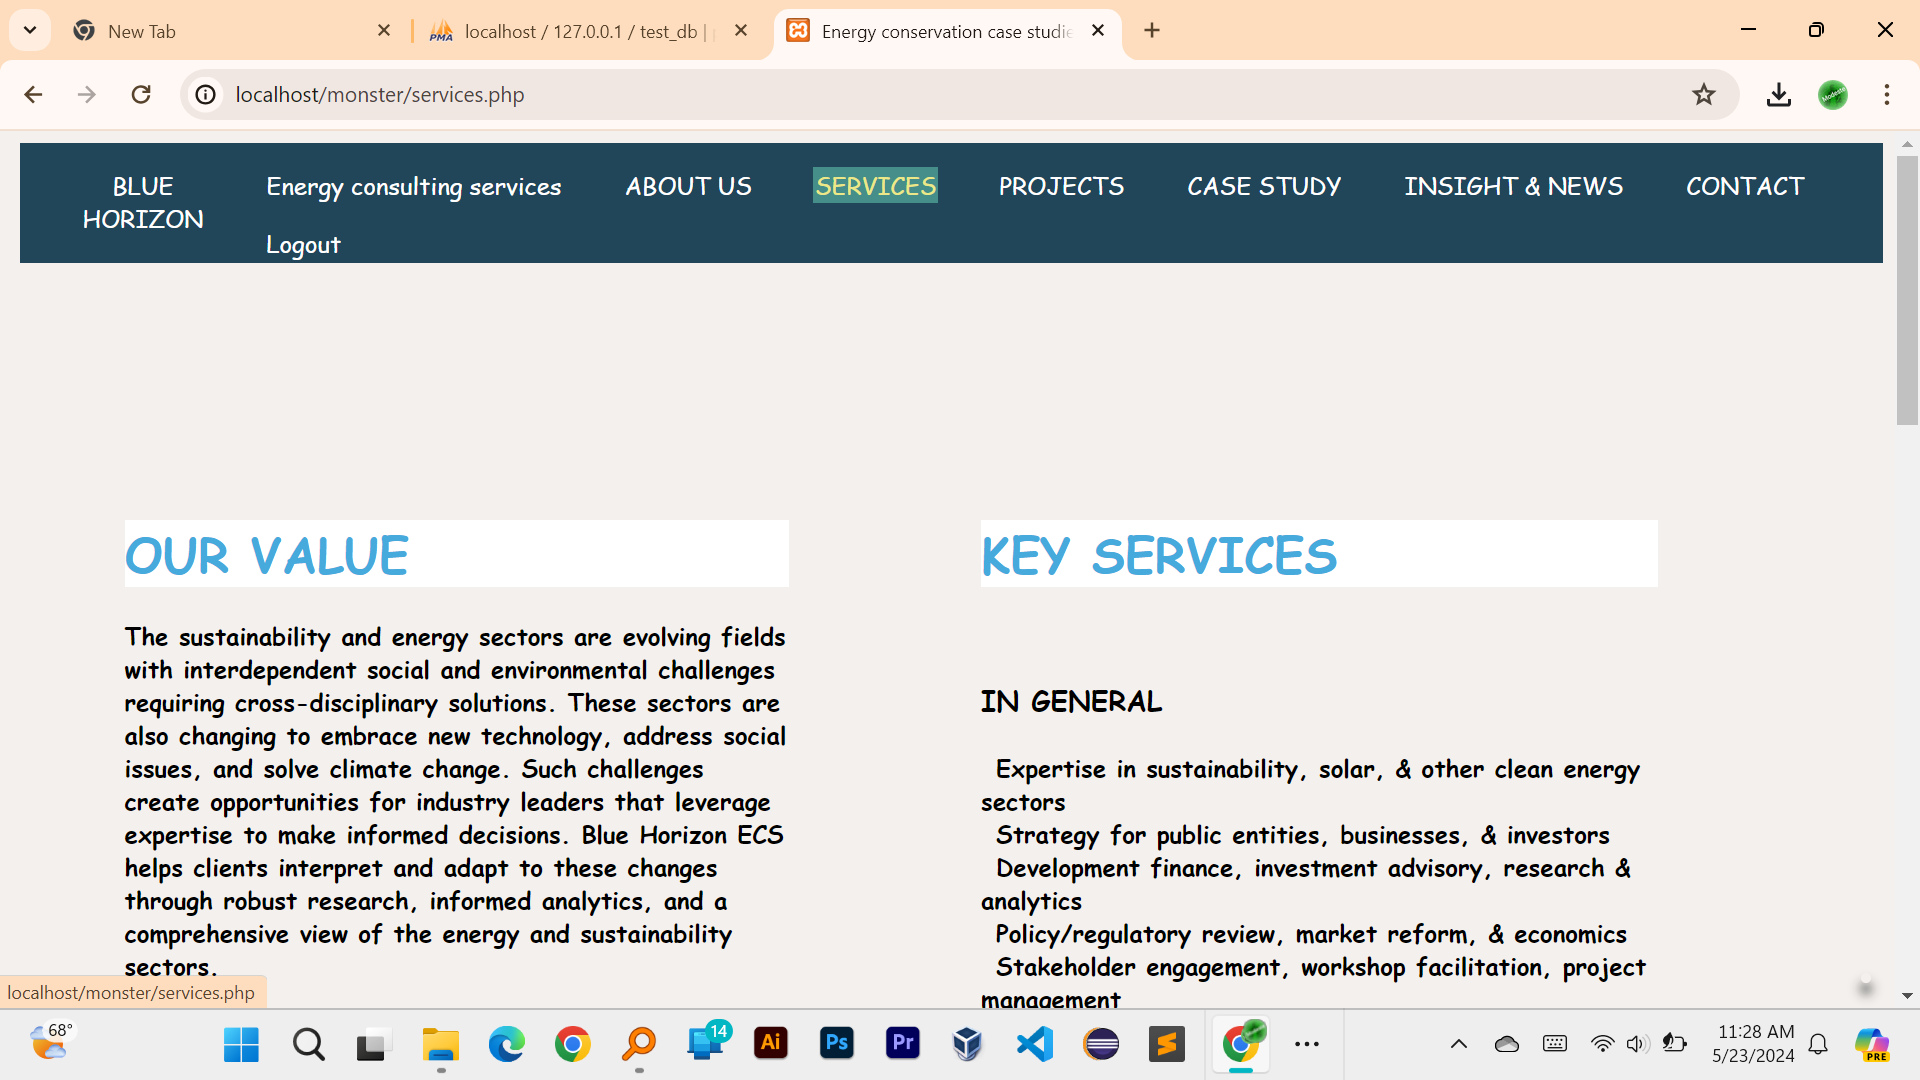 New Tab
localhost / 127.0.0.1 / test_db |
Energy conservation case studie
localhost/monster/services.php
BLUE HORIZON
Energy consulting services
ABOUT US
SERVICES
PROJECTS
CASE STUDY
INSIGHT & NEWS
CONTACT
Logout
OUR VALUE
The sustainability and energy sectors are evolving fields
with interdependent social and environmental challenges
requiring cross-disciplinary solutions. These sectors are
also changing to embrace new technology, address social
issues, and solve climate change. Such challenges
create opportunities for industry leaders that leverage
expertise to make informed decisions. Blue Horizon ECS
helps clients interpret and adapt to these changes
through robust research, informed analytics, and a
comprehensive view of the energy and sustainability
sectors.
KEY SERVICES
IN GENERAL
Expertise in sustainability, solar, & other clean energy
sectors
Strategy for public entities, businesses, & investors
Development finance, investment advisory, research &
analytics
Policy/regulatory review, market reform, & economics
Stakeholder engagement, workshop facilitation, project
management
localhost/monster/services.php
68°
14
Ai
Ps
Pr
11:28 AM
5/23/2024
PRE